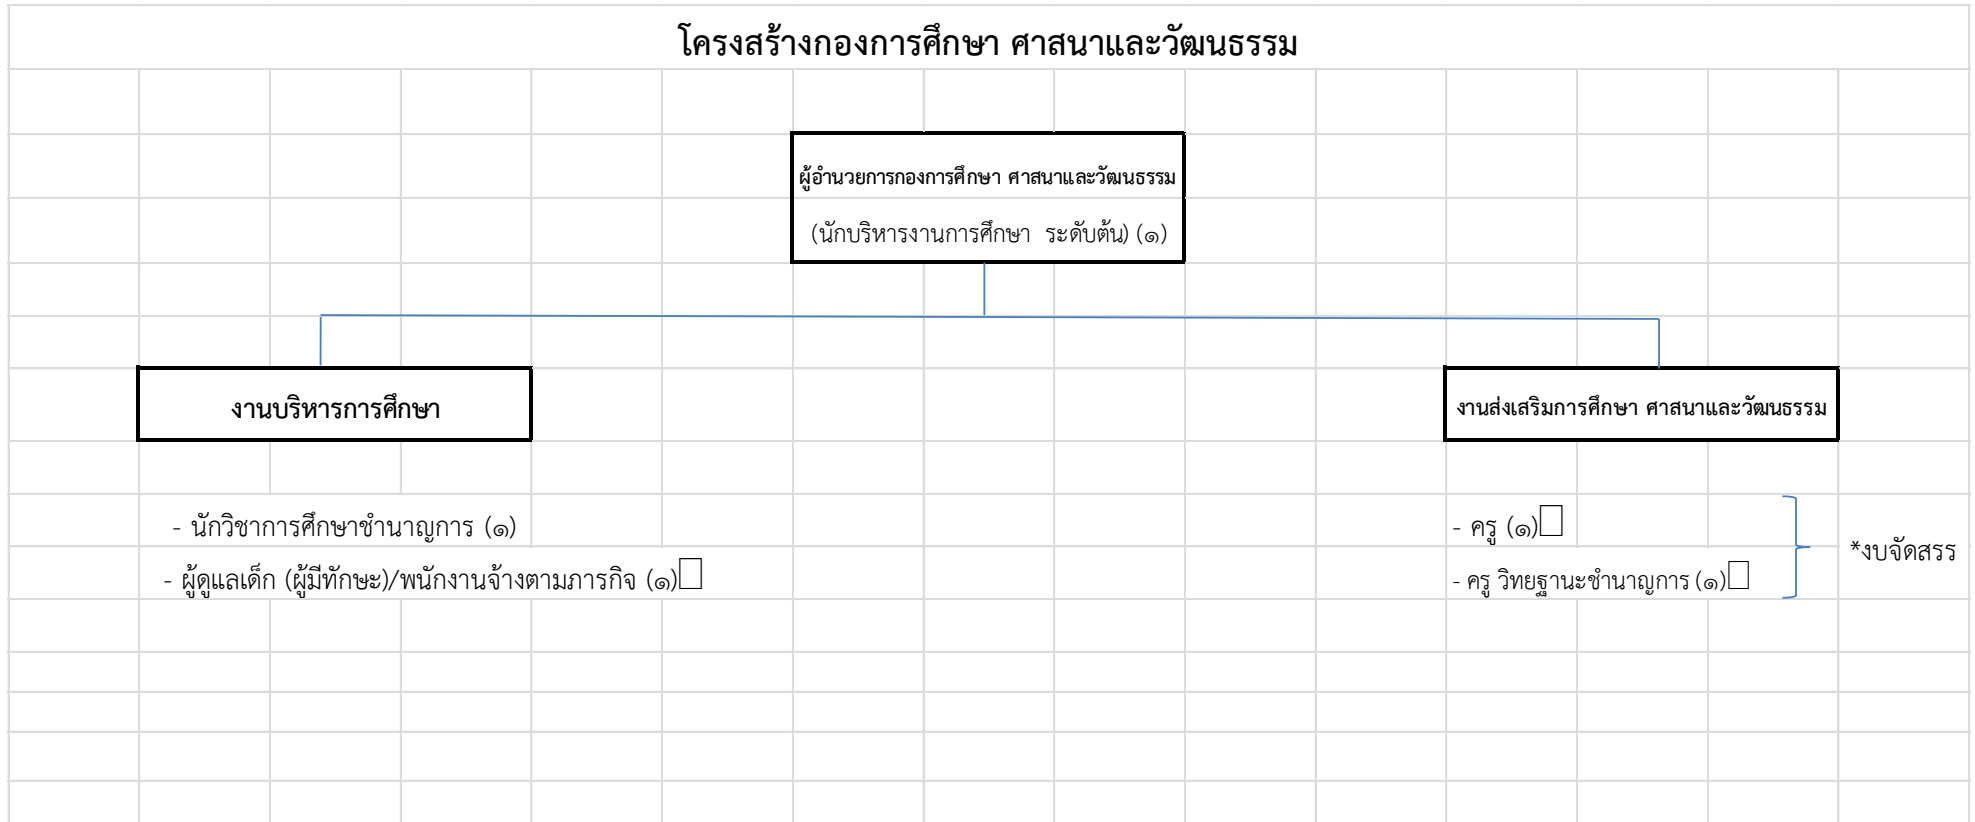 โครงสร้างกองการศึกษา ศาสนาและวัฒนธรรม
ผู้อำนวยการกองการศึกษา ศาสนาและวัฒนธรรม
(นักบริหารงานการศึกษา ระดับต้น) (๑)
งานบริหารการศึกษา
งานส่งเสริมการศึกษา ศาสนาและวัฒนธรรม
- นักวิชาการศึกษาชำนาญการ (๑)
- ผู้ดูแลเด็ก (ผู้มีทักษะ)/พนักงานจ้างตามภารกิจ (๑)
- ครู (๑)
- ครู วิทยฐานะชำนาญการ (๑)
*งบจัดสรร